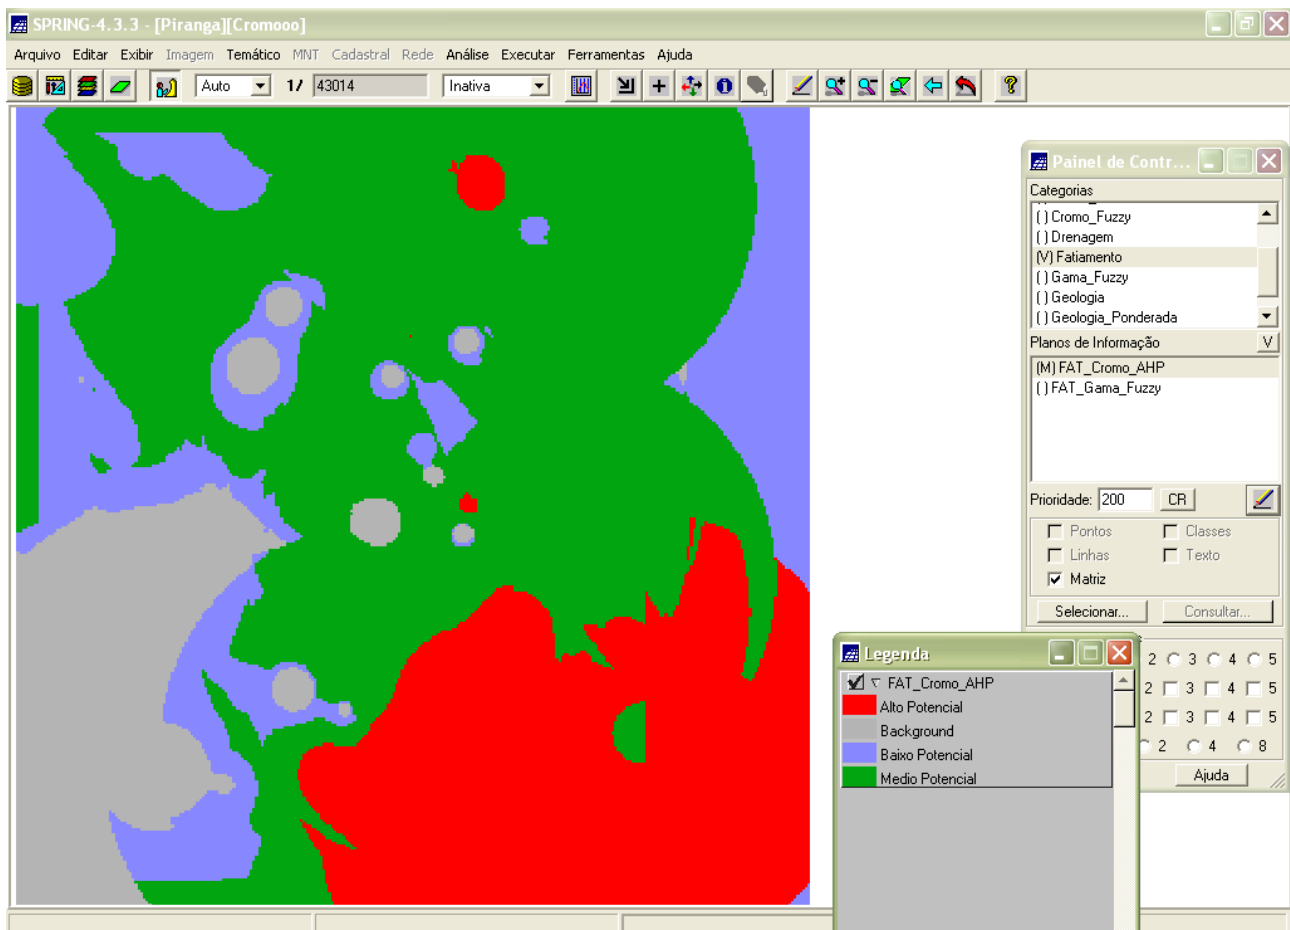 SPRING-4.3.3 - [Piranga][Cromooo]
Arquivo Editar Exibir Imagem Temático MNT Cadastral Rede Análise Executar Ferramentas Ajuda
Auto 1/ 43014 Inativa
Painel de Contr...
Categorias
( ) Cromo_Fuzzy
( ) Drenagem
(V) Fatiamento
( ) Gama_Fuzzy
( ) Geologia
( ) Geologia_Ponderada
Planos de Informação V
(M) FAT_Cromo_AHP
( ) FAT_Gama_Fuzzy
Prioridade: 200 CR
Pontos Classes
Linhas Texto
Matriz
Selecionar... Consultar...
2 3 4 5
2 3 4 5
2 3 4 5
2 4 8
Ajuda
Legenda
FAT_Cromo_AHP
Alto Potencial
Background
Baixo Potencial
Medio Potencial